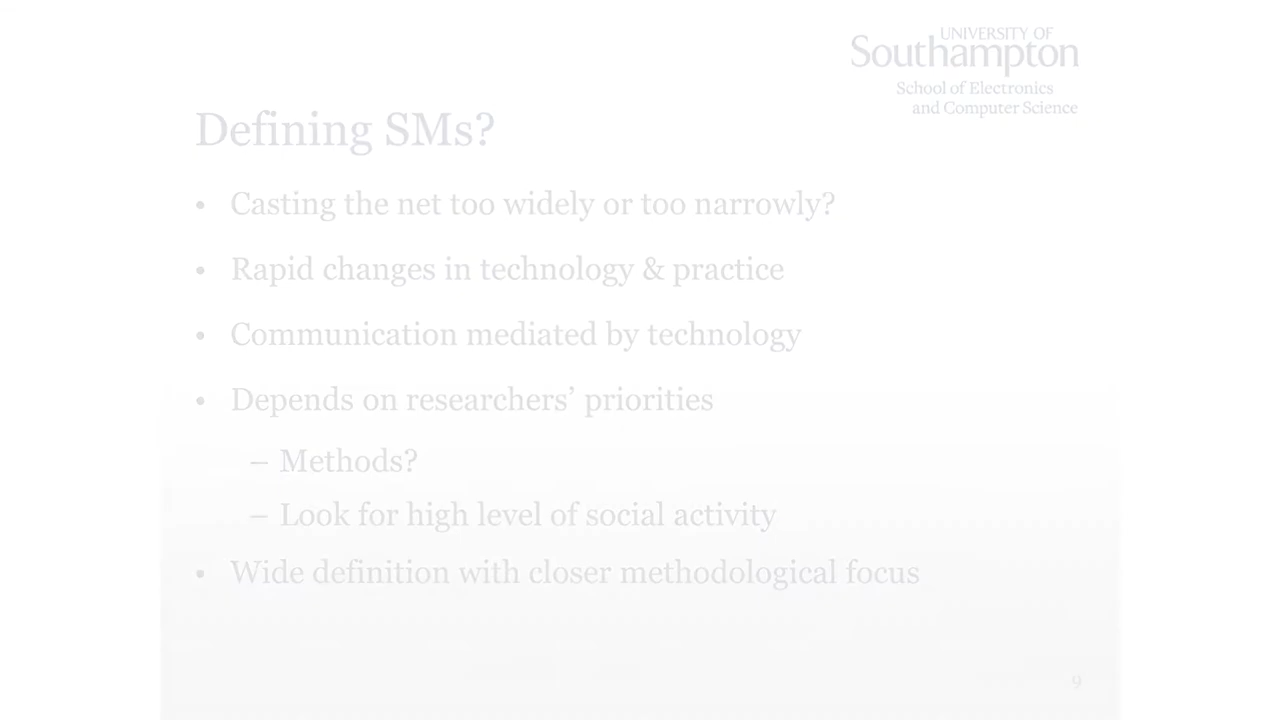 UNIVERSITY OF
Southampton
School of Electronics
and Computer Science
Defining SMs?
• Casting the net too widely or too narrowly?
• Rapid changes in technology & practice
• Communication mediated by technology
• Depends on researchers’ priorities
– Methods?
– Look for high level of social activity
• Wide definition with closer methodological focus
9